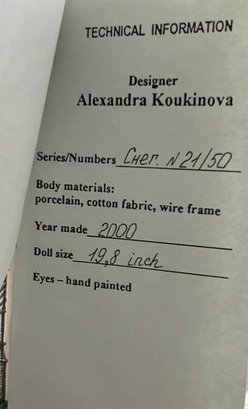 TECHNICAL INFORMATION
Designer
Alexandra Koukinova
Series/Numbers Снег. N 21/50
Body materials:
porcelain, cotton fabric, wire frame
Year made 2000
Doll size 19,8 inch
Eyes – hand painted